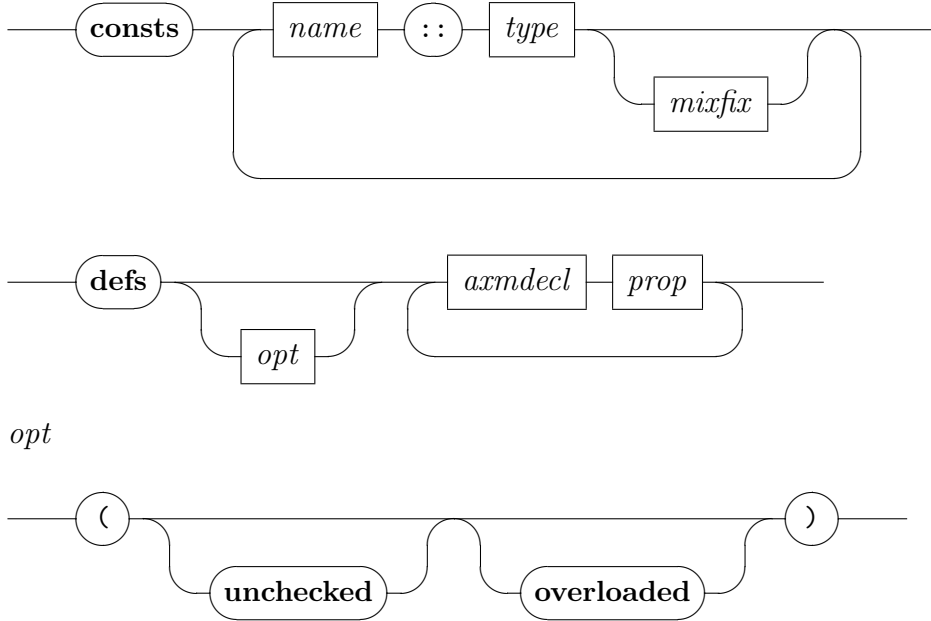 consts name :: type
mixfix
defs axmdecl prop
opt
opt
( )
unchecked overloaded